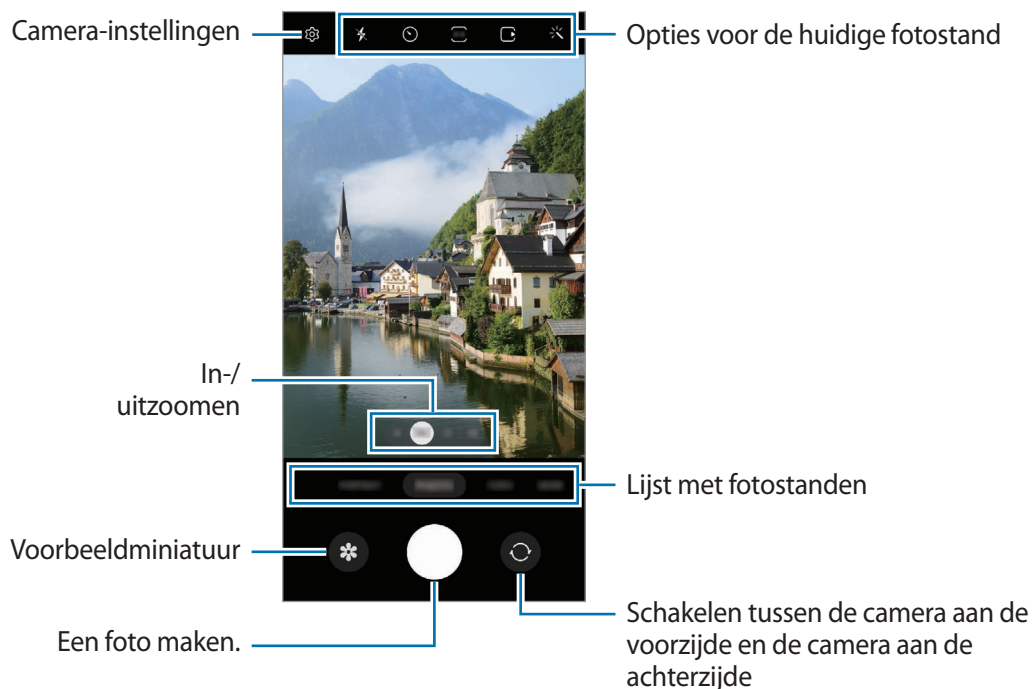 Camera-instellingen
Opties voor de huidige fotostand
In-/
uitzoomen
Lijst met fotostanden
Voorbeeldminiatuur
Een foto maken.
Schakelen tussen de camera aan de
voorzijde en de camera aan de
achterzijde